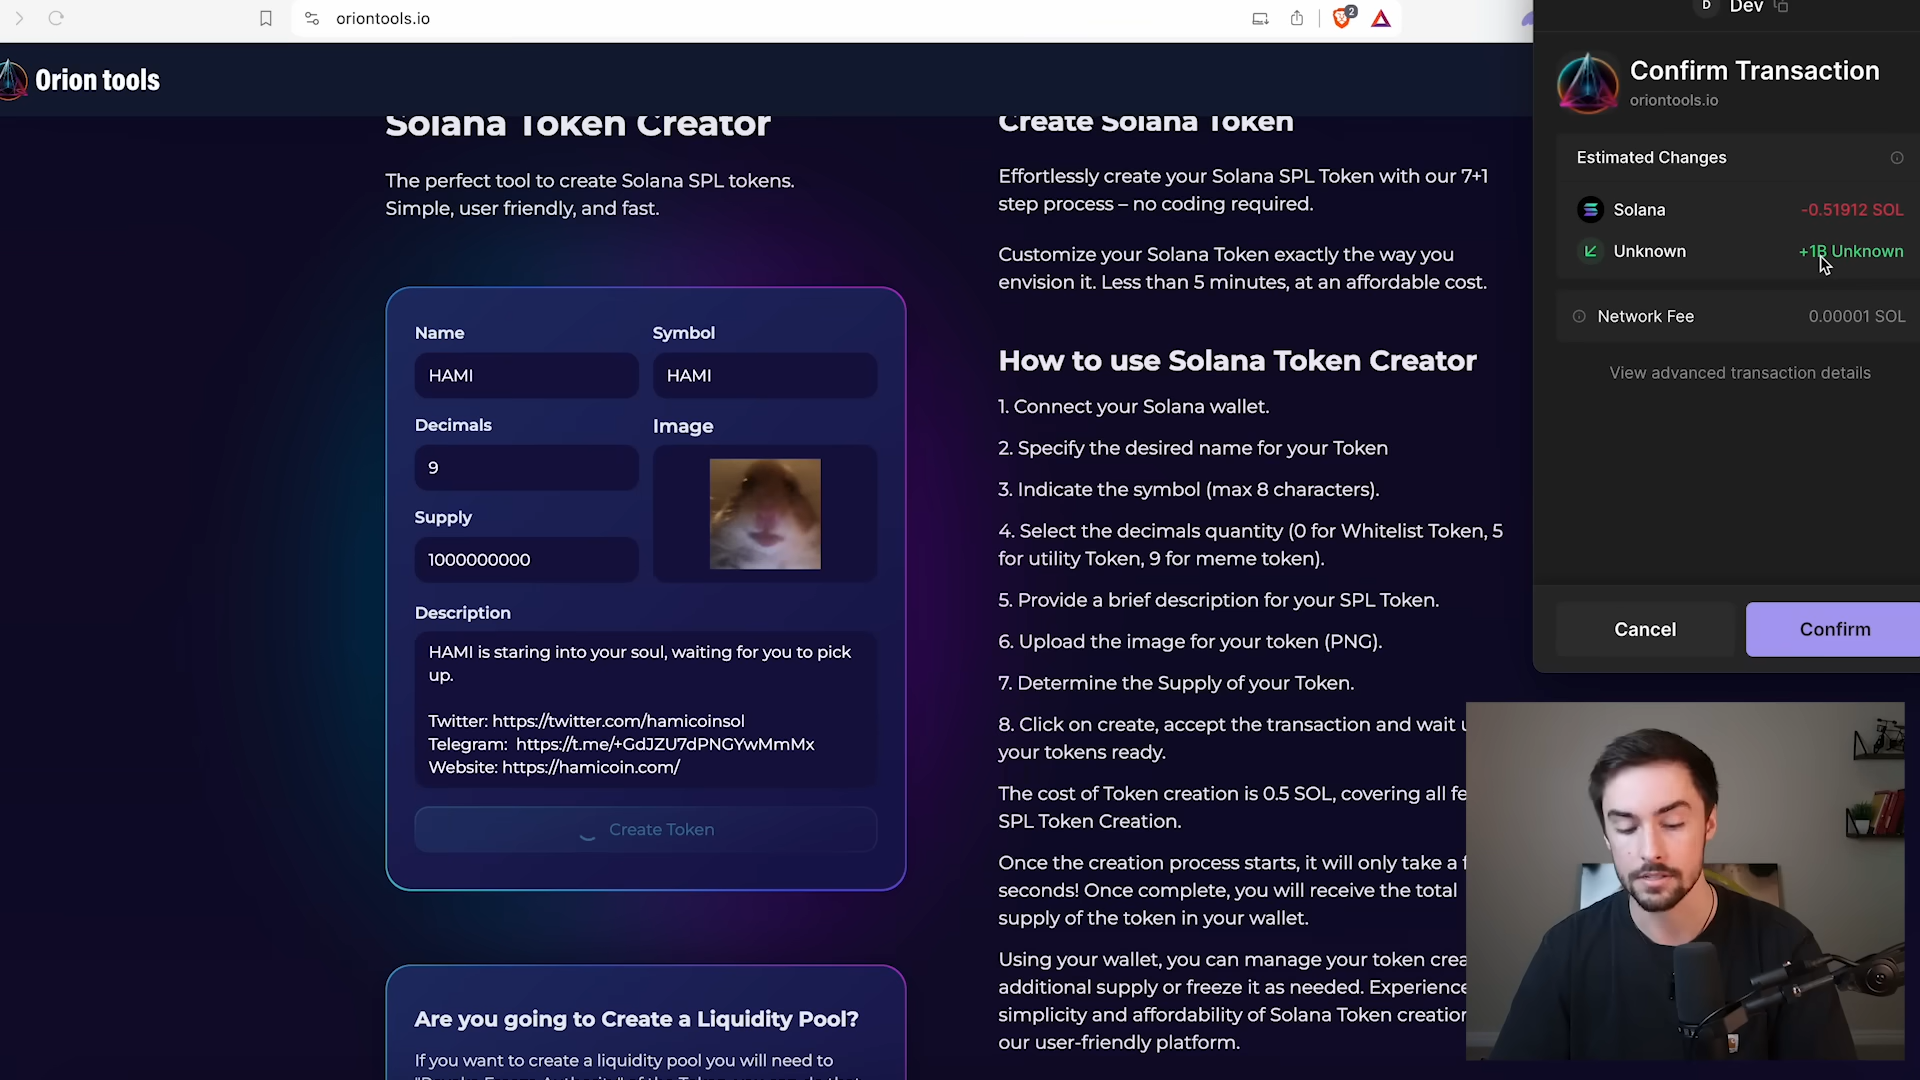 oriontools.io
2
Orion tools
Solana Token Creator
The perfect tool to create Solana SPL tokens.
Simple, user friendly, and fast.
Name
Symbol
HAMI
HAMI
Decimals
Image
9
Supply
1000000000
Description
HAMI is staring into your soul, waiting for you to pick
up.
Twitter: https://twitter.com/hamicoinsol
Telegram:  https://t.me/+GdJZU7dPNGYwMmMx
Website: https://hamicoin.com/
Create Token
Are you going to Create a Liquidity Pool?
If you want to create a liquidity pool you will need to
Create Solana Token
Effortlessly create your Solana SPL Token with our 7+1
step process – no coding required.
Customize your Solana Token exactly the way you
envision it. Less than 5 minutes, at an affordable cost.
How to use Solana Token Creator
1. Connect your Solana wallet.
2. Specify the desired name for your Token
3. Indicate the symbol (max 8 characters).
4. Select the decimals quantity (0 for Whitelist Token, 5
for utility Token, 9 for meme token).
5. Provide a brief description for your SPL Token.
6. Upload the image for your token (PNG).
7. Determine the Supply of your Token.
8. Click on create, accept the transaction and wait
your tokens ready.
The cost of Token creation is 0.5 SOL, covering all
SPL Token Creation.
Once the creation process starts, it will only take a
seconds! Once complete, you will receive the total
supply of the token in your wallet.
Using your wallet, you can manage your token
additional supply or freeze it as needed. Experience
simplicity and affordability of Solana Token
our user-friendly platform.
D
Dev
Confirm Transaction
oriontools.io
Estimated Changes
Solana
-0.51912 SOL
Unknown
+1B Unknown
Network Fee
0.00001 SOL
View advanced transaction details
Cancel
Confirm